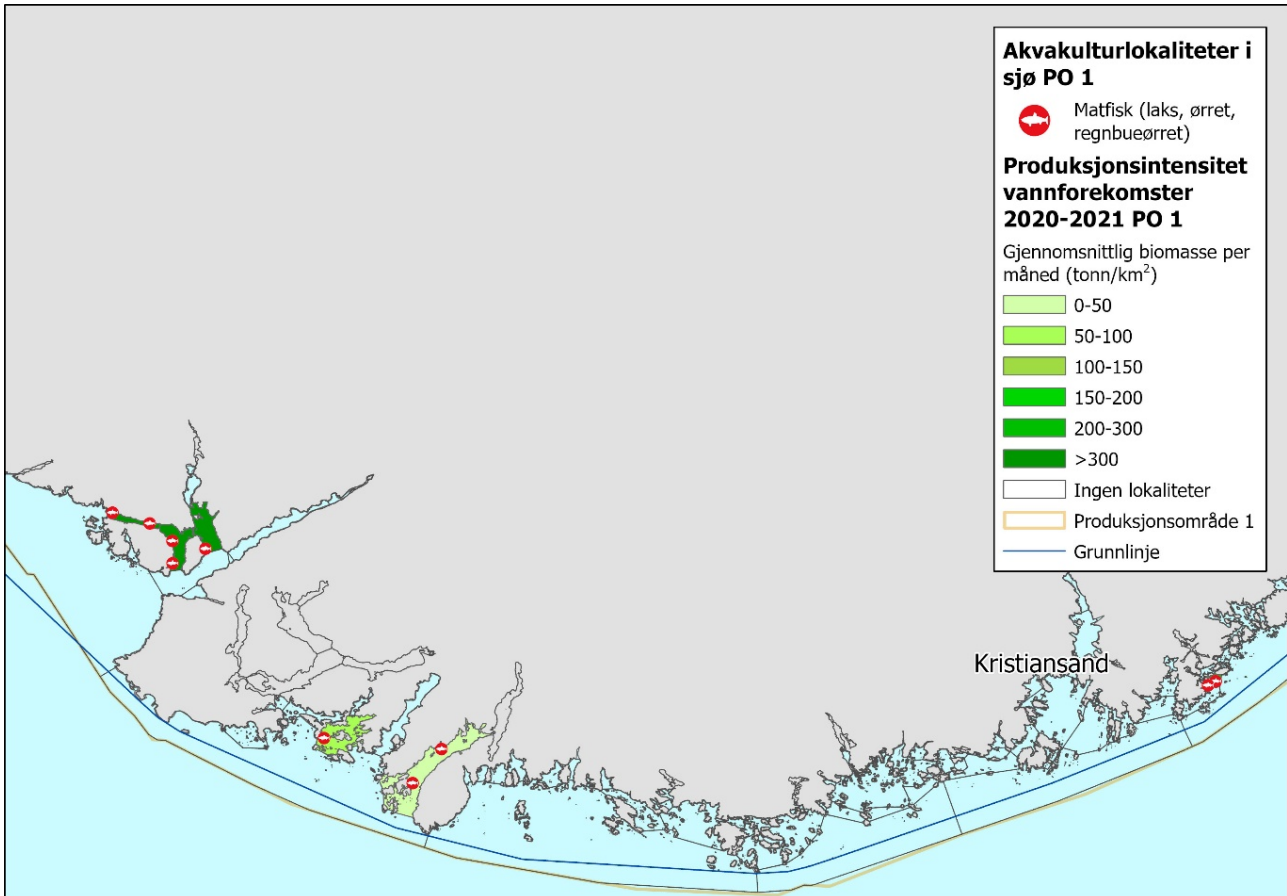 Akvakulturlokaliteter i
sjø PO 1
Matfisk (laks, ørret,
regnbueørret)
Produksjonsintensitet
vannforekomster
2020-2021 PO 1
Gjennomsnittlig biomasse per
måned (tonn/km²)
0-50
50-100
100-150
150-200
200-300
>300
Ingen lokaliteter
Produksjonsområde 1
Grunnlinje
Kristiansand